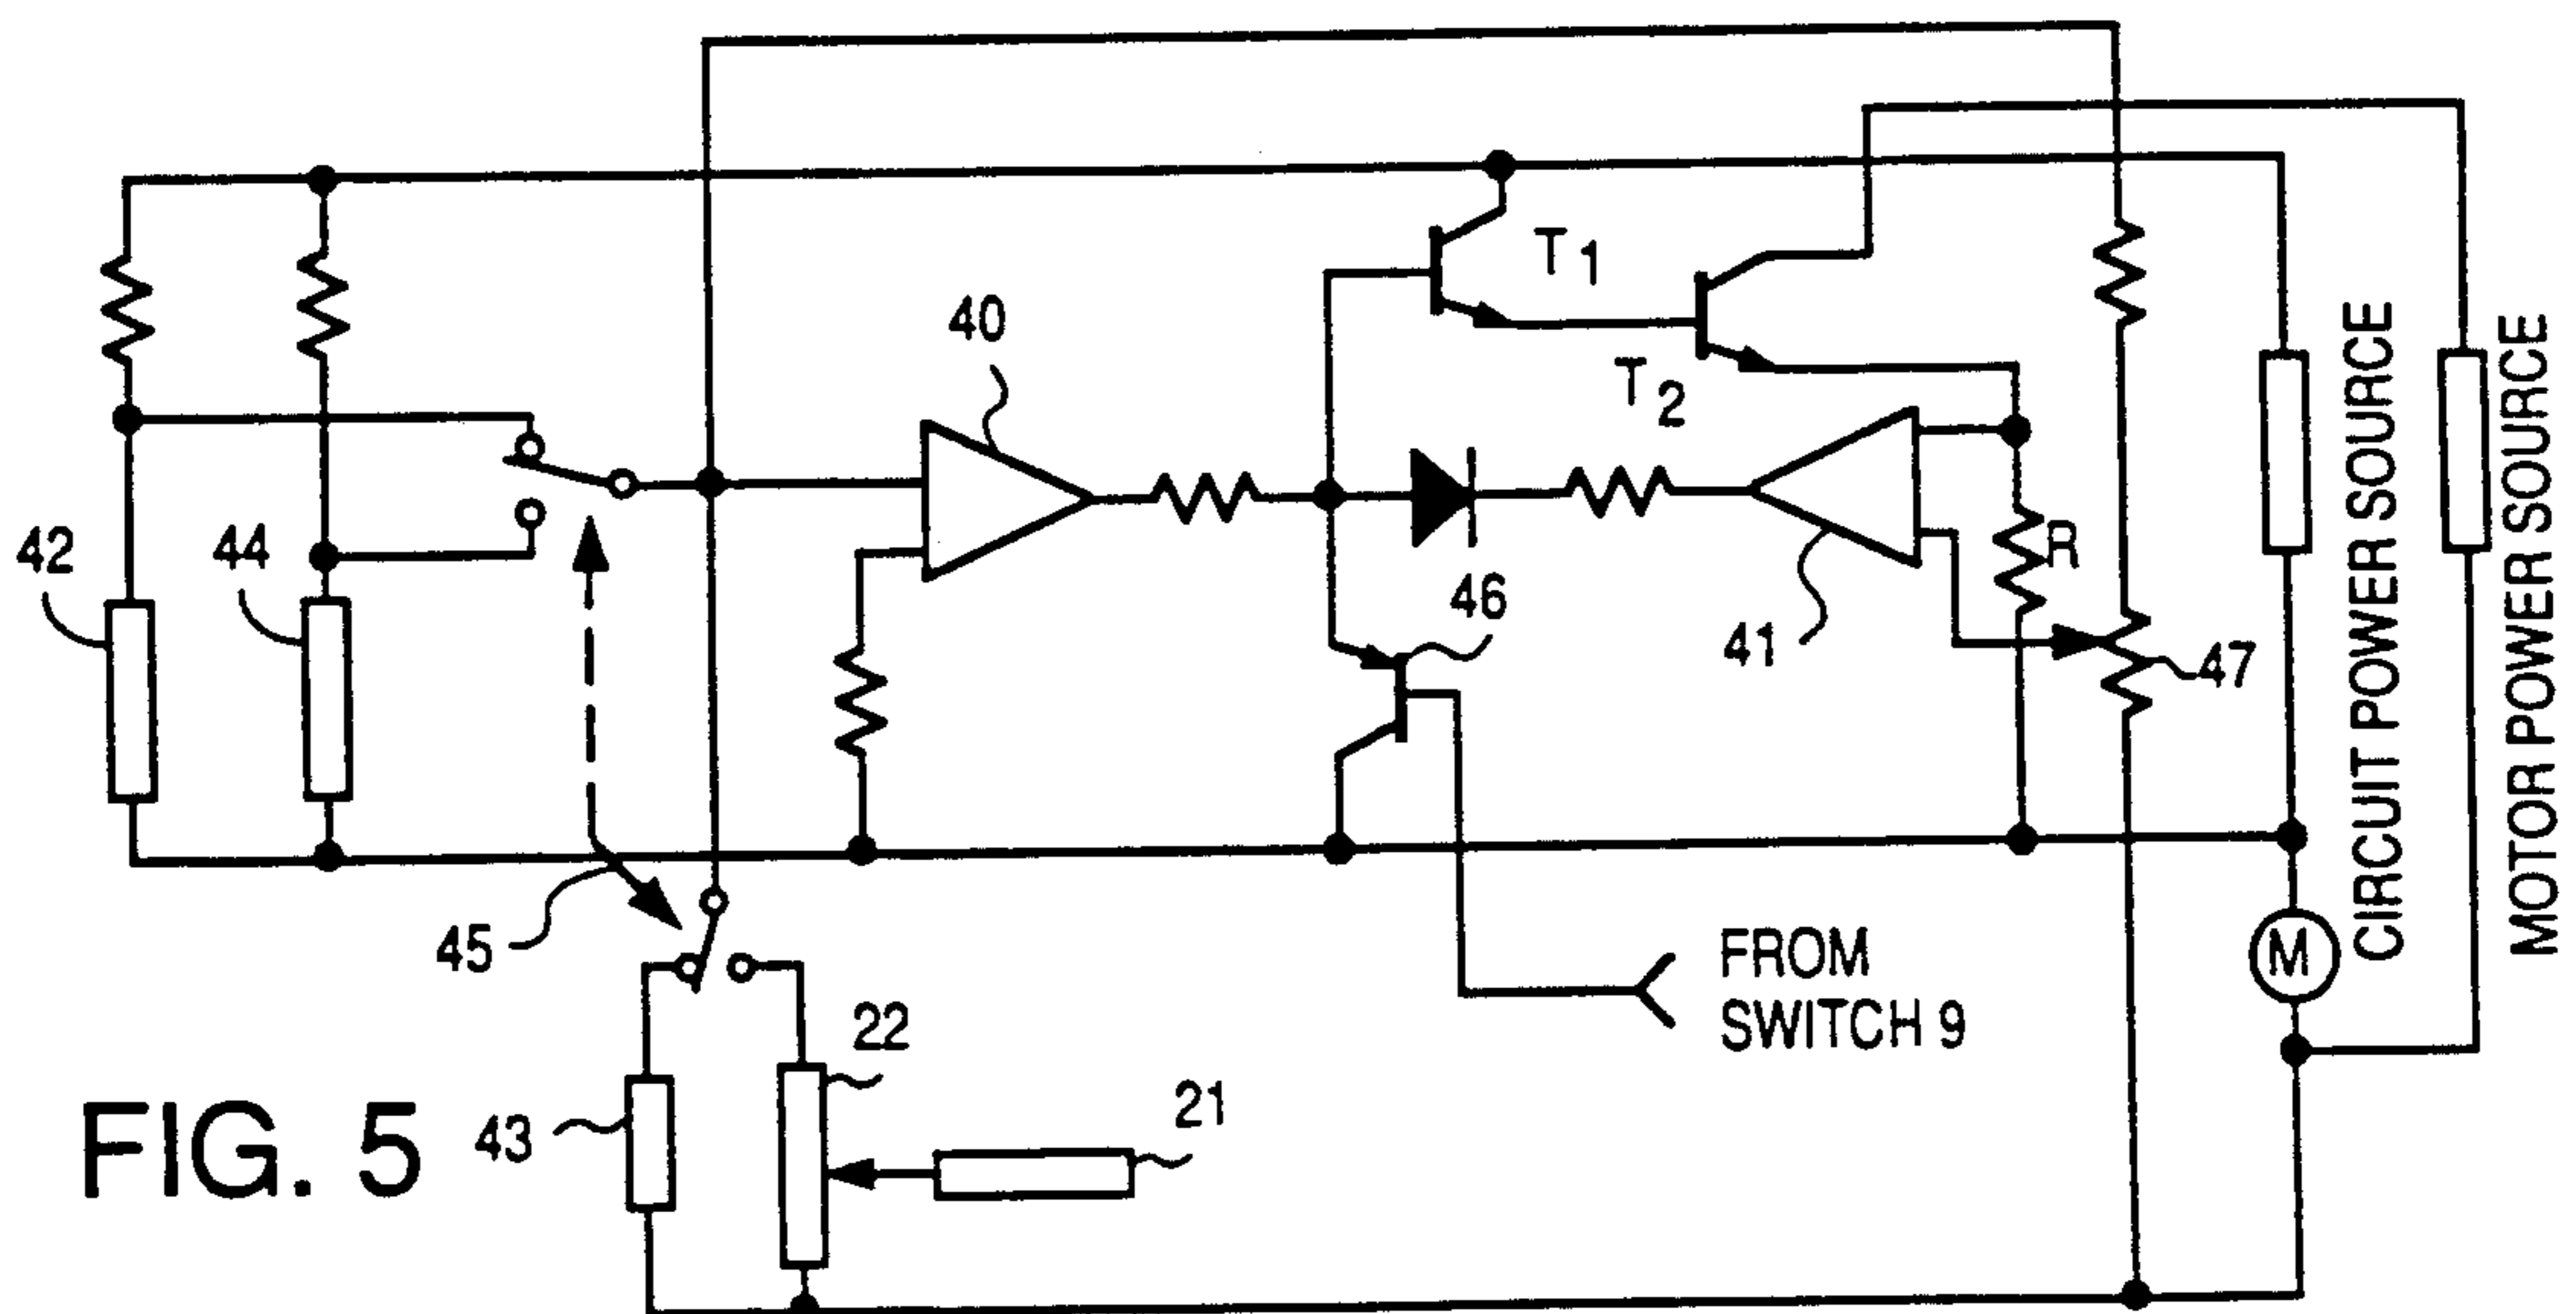 40
T1
T2
42
44
R
46
41
47
CIRCUIT POWER SOURCE
MOTOR POWER SOURCE
45
M
FROM
SWITCH 9
22
21
43
FIG. 5